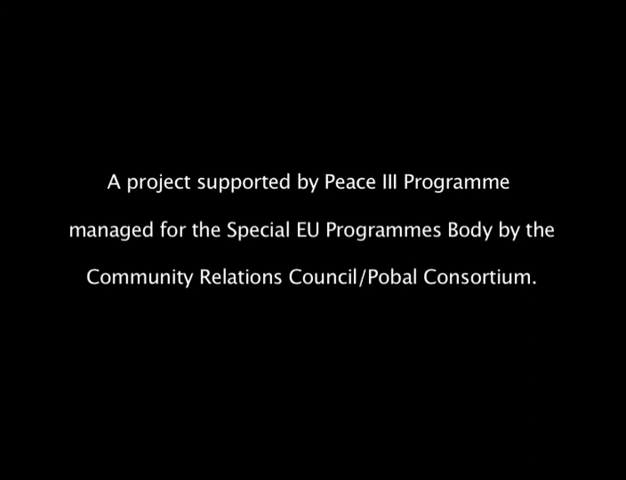 A project supported by Peace III Programme
managed for the Special EU Programmes Body by the
Community Relations Council/Pobal Consortium.